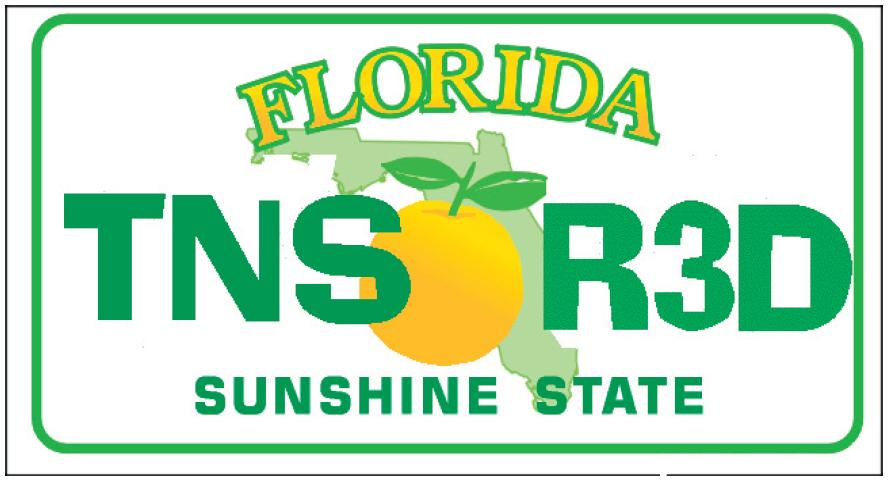 FLORIDA
TNS R3D
SUNSHINE STATE